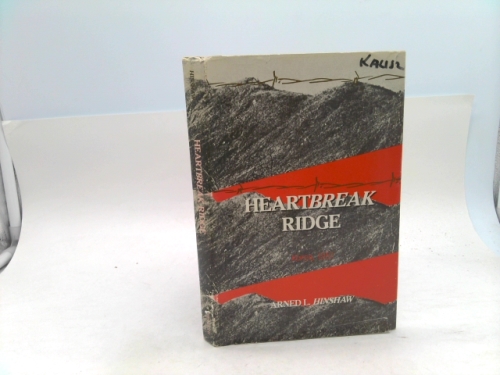 KAUSZ
HEARTBREAK
RIDGE
ARNED L. HINSHAW
HEARTBREAK RIDGE